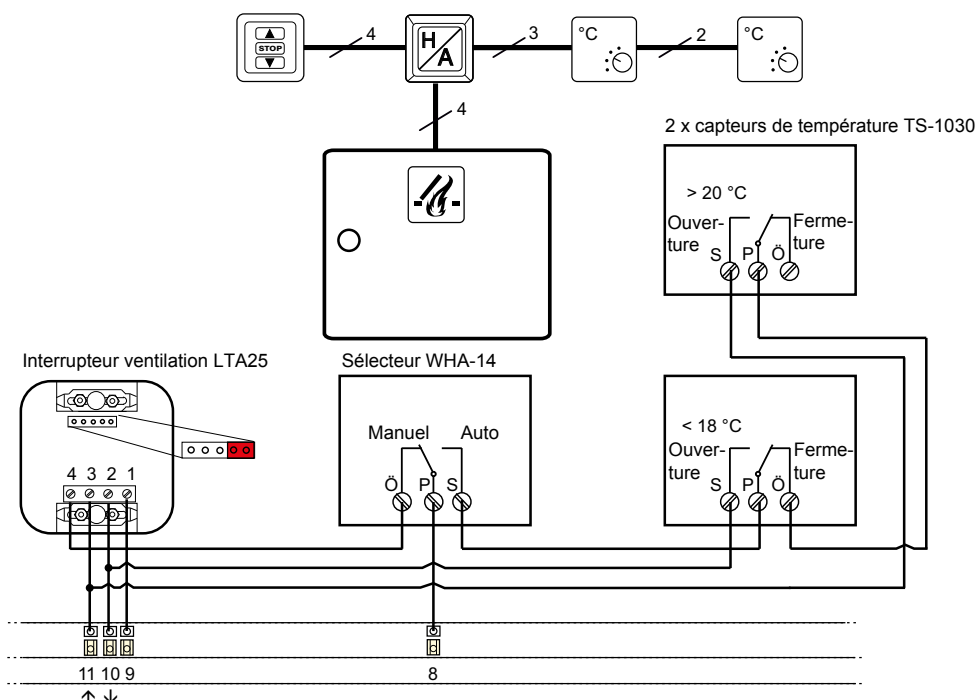 4
3
2
STOP
H
A
°C
°C
4
2 x capteurs de température TS-1030
> 20 °C
Ouver-
ture
Ferme-
ture
S
P
Ö
Interrupteur ventilation LTA25
Sélecteur WHA-14
4 3 2 1
Manuel
Auto
Ö
P
S
< 18 °C
Ouver-
ture
Ferme-
ture
S
P
Ö
11 10 9
8